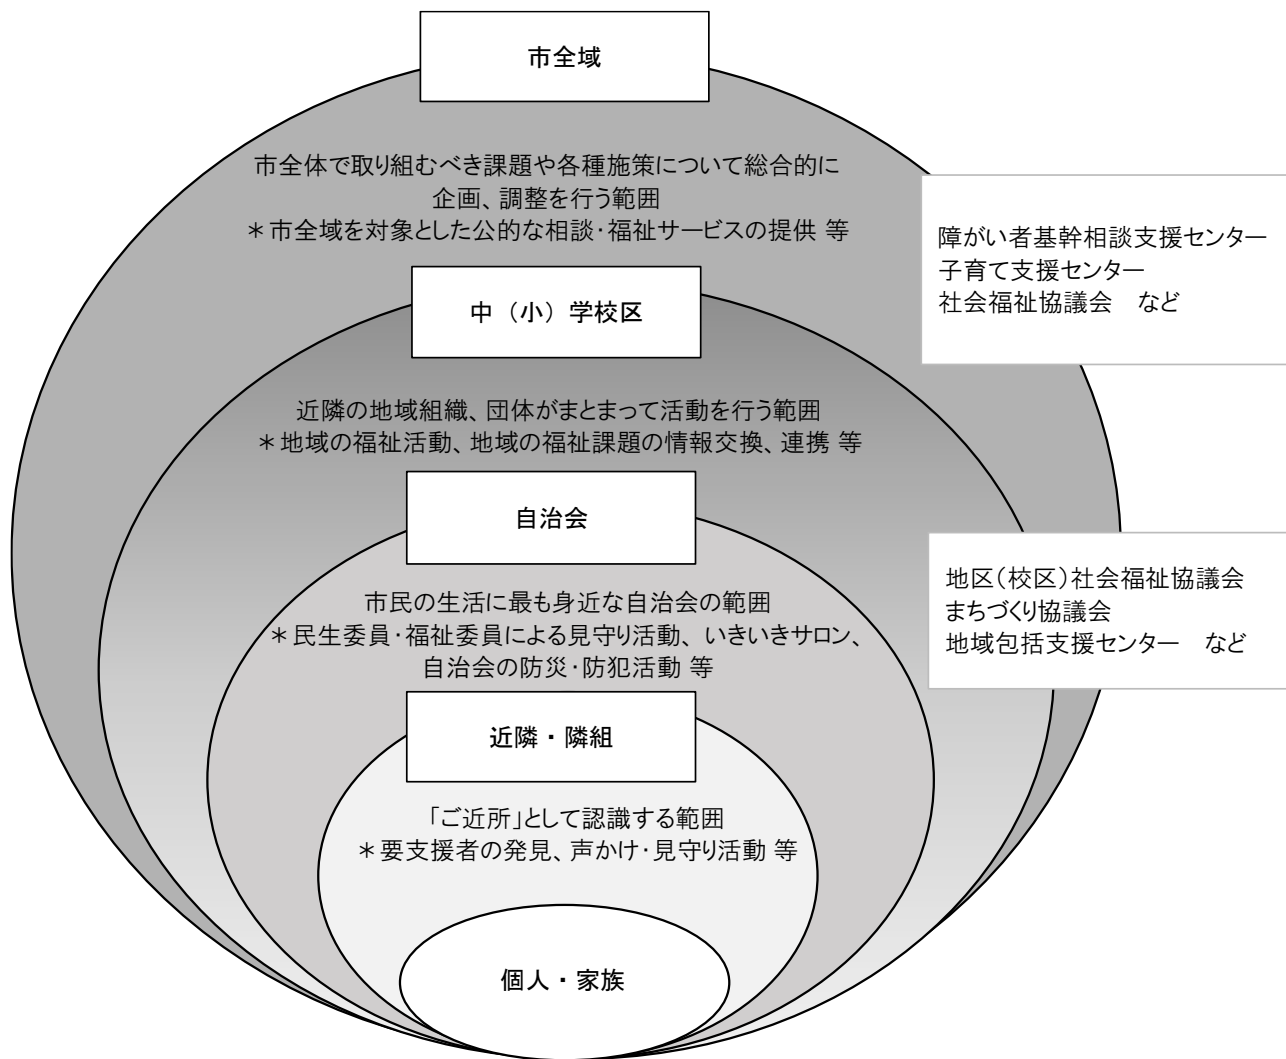 市全域
市全体で取り組むべき課題や各種施策について総合的に
企画、調整を行う範囲
＊市全域を対象とした公的な相談・福祉サービスの提供 等
障がい者基幹相談支援センター
子育て支援センター
社会福祉協議会　など
中（小）学校区
近隣の地域組織、団体がまとまって活動を行う範囲
＊地域の福祉活動、地域の福祉課題の情報交換、連携 等
自治会
市民の生活に最も身近な自治会の範囲
＊民生委員・福祉委員による見守り活動、いきいきサロン、
自治会の防災・防犯活動 等
地区（校区）社会福祉協議会
まちづくり協議会
地域包括支援センター　など
近隣・隣組
「ご近所」として認識する範囲
＊要支援者の発見、声かけ・見守り活動 等
個人・家族